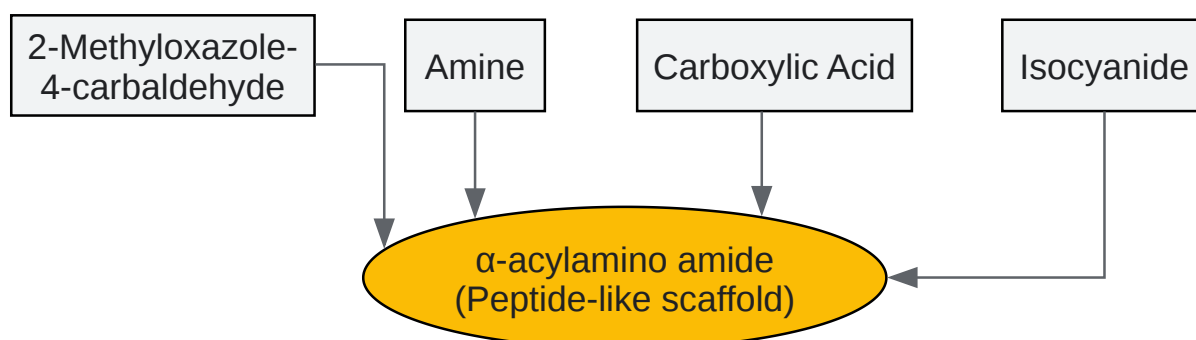 2-Methyloxazole-
4-carbaldehyde
Amine
Carboxylic Acid
Isocyanide
α-acylamino amide
(Peptide-like scaffold)